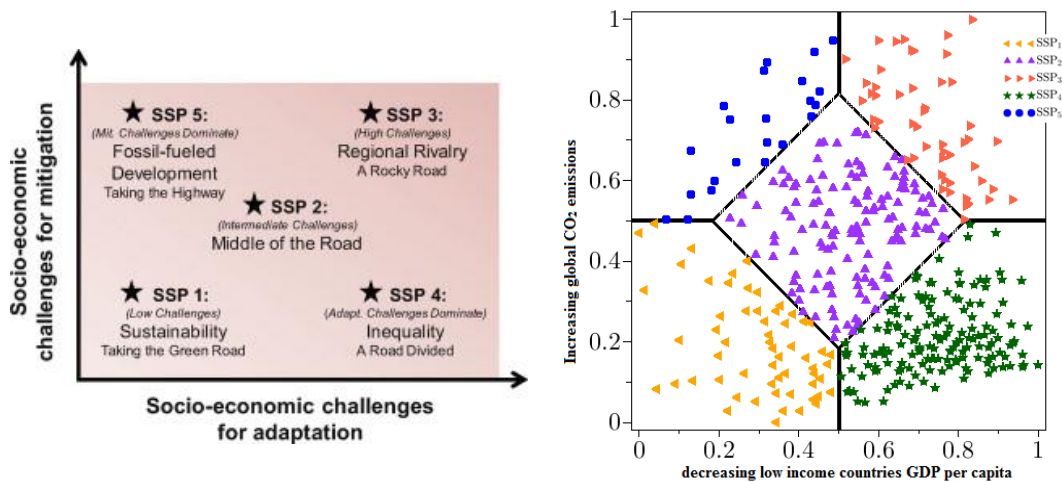 Socio-economic
challenges for mitigation
SSP 5:
(Mit. Challenges Dominate)
Fossil-fueled
Development
Taking the Highway
SSP 3:
(High Challenges)
Regional Rivalry
A Rocky Road
SSP 2:
(Intermediate Challenges)
Middle of the Road
SSP 1:
(Low Challenges)
Sustainability
Taking the Green Road
SSP 4:
(Adapt. Challenges Dominate)
Inequality
A Road Divided
Socio-economic challenges
for adaptation
Increasing global CO₂ emissions
1
0.8
0.6
0.4
0.2
0
SSP₁
SSP₂
SSP₃
SSP₄
SSP₅
0
0.2
0.4
0.6
0.8
1
decreasing low income countries GDP per capita